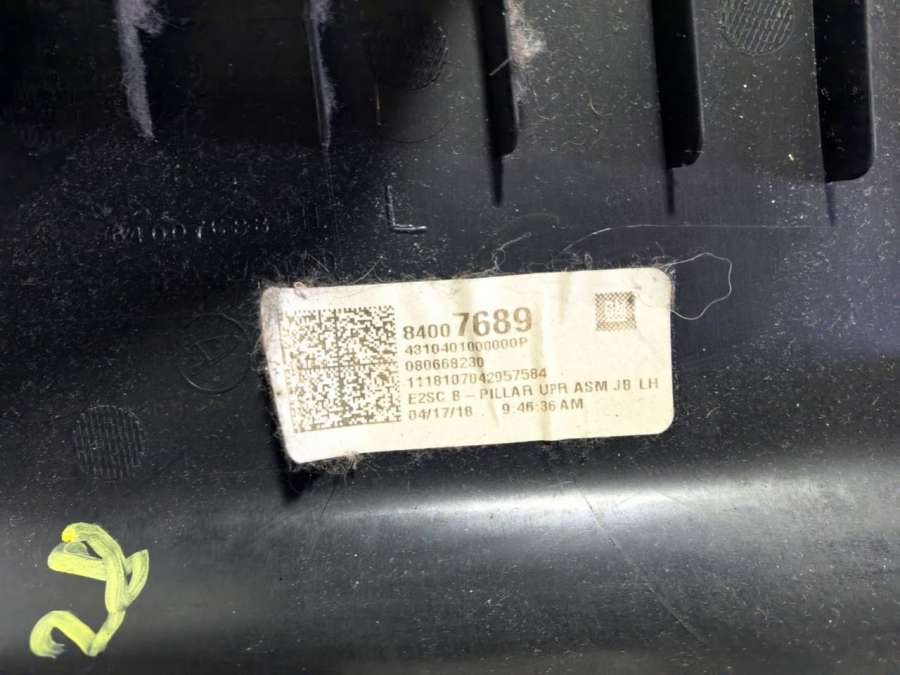 L
84007689
4310401000000P
080668230
1118107042957584
E2SC B-PILLAR UPR ASM JB LH
04/17/18 9:46:36 AM